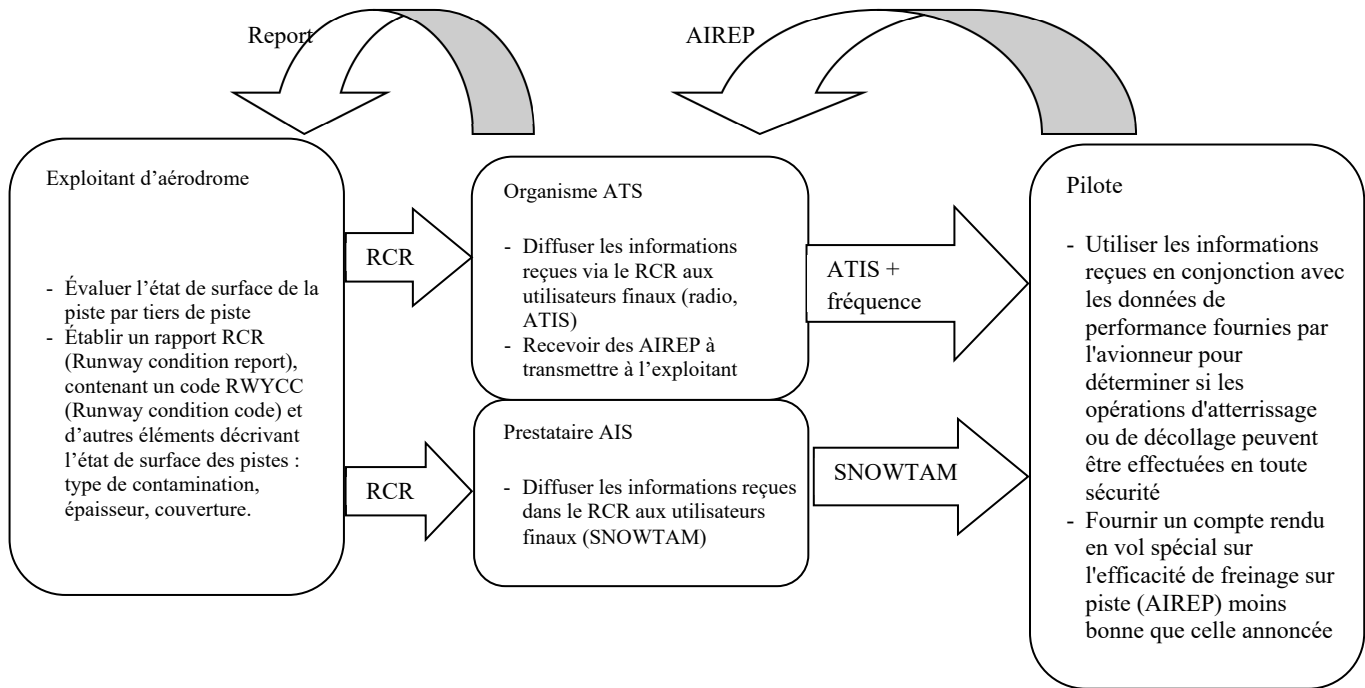 Report
AIREP
Exploitant d’aérodrome
- Évaluer l’état de surface de la
piste par tiers de piste
- Établir un rapport RCR
(Runway condition report),
contenant un code RWYCC
(Runway condition code) et
d’autres éléments décrivant
l’état de surface des pistes :
type de contamination,
épaisseur, couverture.
RCR
RCR
Organisme ATS
- Diffuser les informations
reçues via le RCR aux
utilisateurs finaux (radio,
ATIS)
- Recevoir des AIREP à
transmettre à l’exploitant
Prestataire AIS
- Diffuser les informations reçues
dans le RCR aux utilisateurs
finaux (SNOWTAM)
ATIS +
fréquence
SNOWTAM
Pilote
- Utiliser les informations
reçues en conjonction avec
les données de
performance fournies par
l'avionneur pour
déterminer si les
opérations d'atterrissage
ou de décollage peuvent
être effectuées en toute
sécurité
- Fournir un compte rendu
en vol spécial sur
l'efficacité de freinage sur
piste (AIREP) moins
bonne que celle annoncée